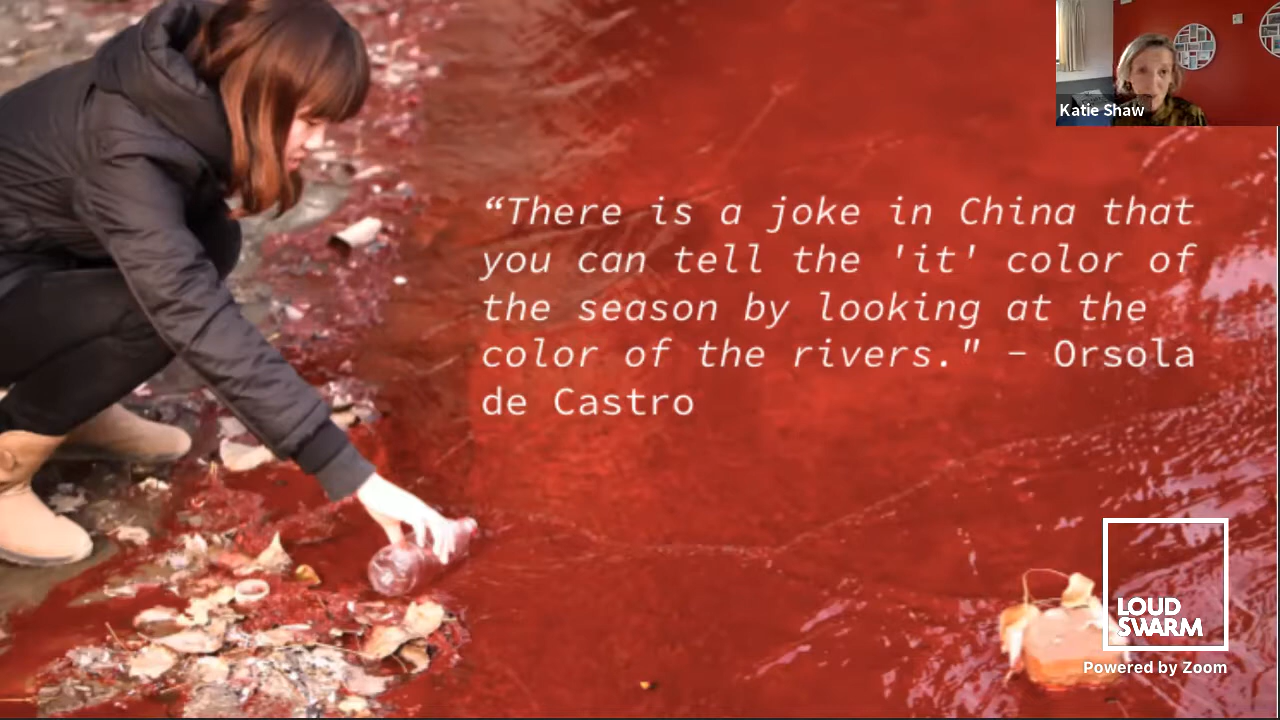 Katie Shaw
“There is a joke in China that
you can tell the 'it' color of
the season by looking at the
color of the rivers." – Orsola
de Castro
LOUD
SWARM
Powered by Zoom